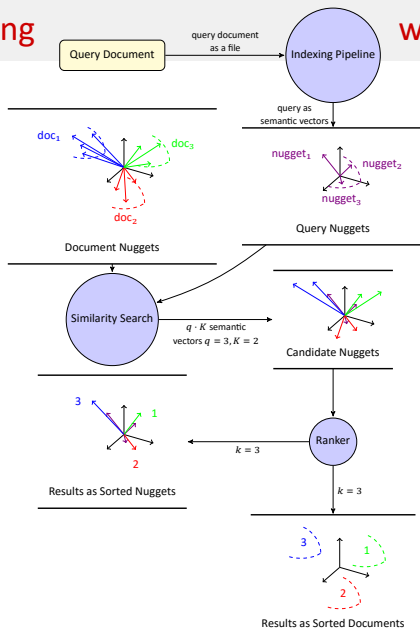 ng
w
Query Document
query document
as a file
Indexing Pipeline
query as
semantic vectors
doc₁
doc₃
doc₂
Document Nuggets
nugget₁
nugget₂
nugget₃
Query Nuggets
Similarity Search
q · K semantic
vectors q = 3, K = 2
Candidate Nuggets
3
1
2
Results as Sorted Nuggets
k = 3
Ranker
k = 3
3
1
2
Results as Sorted Documents